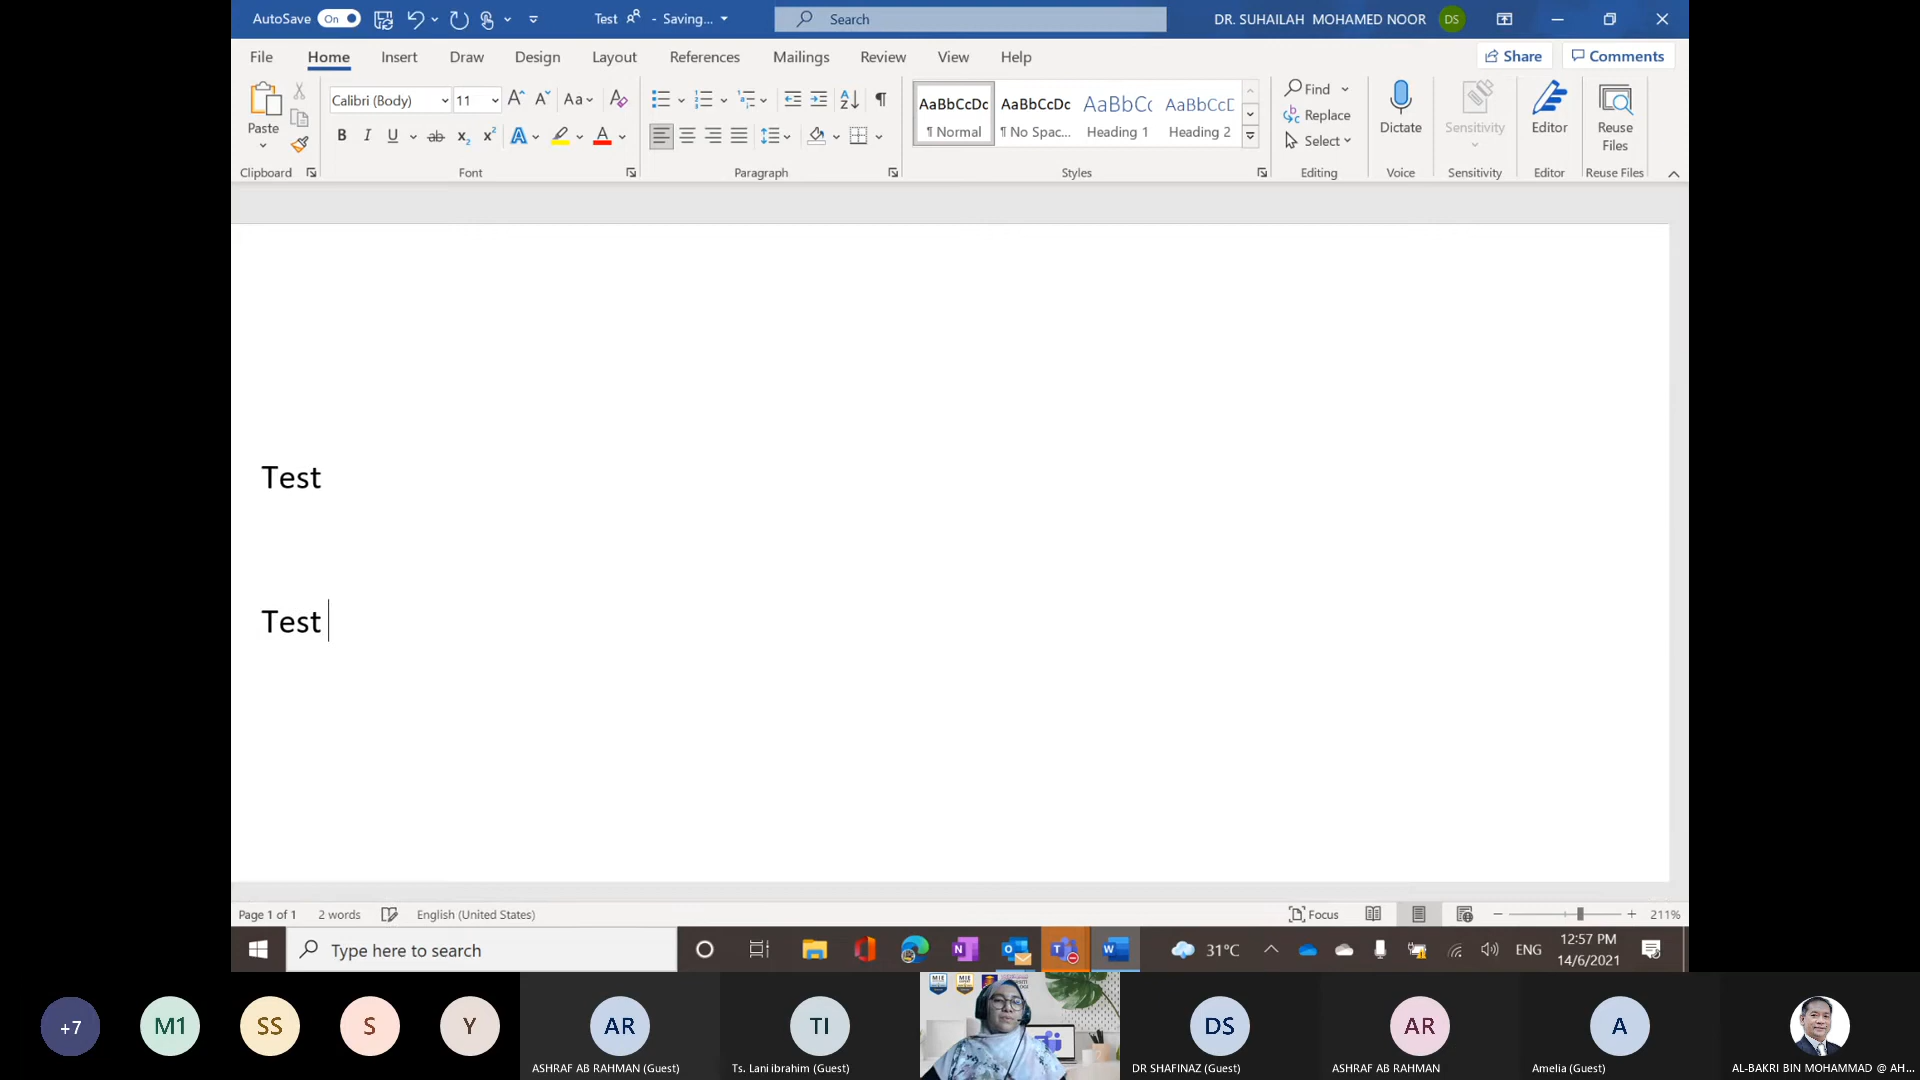 AutoSave On Test - Saving... Search DR. SUHAILAH MOHAMED NOOR DS
File Home Insert Draw Design Layout References Mailings Review View Help Share Comments
Paste
Calibri (Body) 11 Aa
B I U ab x₂ x² A A
AaBbCcDc AaBbCcDc AaBbCc AaBbCcD
¶ Normal ¶ No Spac... Heading 1 Heading 2
Find
Replace
Select
Dictate Sensitivity Editor Reuse Files
Clipboard Font Paragraph Styles Editing Voice Sensitivity Editor Reuse Files
Test
Test
Page 1 of 1 2 words English (United States) Focus 211%
Type here to search 31°C ENG 12:57 PM
14/6/2021
+7 M1 SS S Y AR TI DS AR A
ASHRAF AB RAHMAN (Guest) Ts. Lani ibrahim (Guest) DR SHAFINAZ (Guest) ASHRAF AB RAHMAN Amelia (Guest) AL-BAKRI BIN MOHAMMAD @ AH...